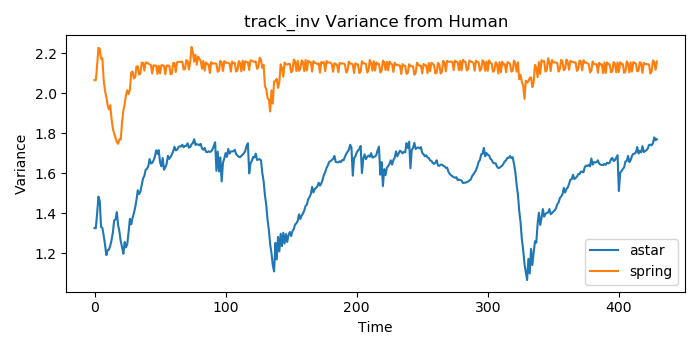 track_inv Variance from Human
Variance
2.2
2.0
1.8
1.6
1.4
1.2
0
100
200
300
400
Time
astar
spring